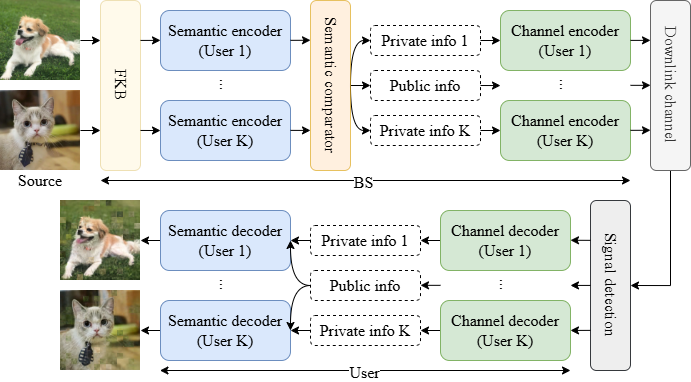 Source
FKB
Semantic encoder
(User 1)
⋮
Semantic encoder
(User K)
Semantic comparator
Private info 1
Public info
Private info K
Channel encoder
(User 1)
⋮
Channel encoder
(User K)
Downlink channel
BS
Semantic decoder
(User 1)
⋮
Semantic decoder
(User K)
Private info 1
Public info
Private info K
Channel decoder
(User 1)
⋮
Channel decoder
(User K)
Signal detection
User